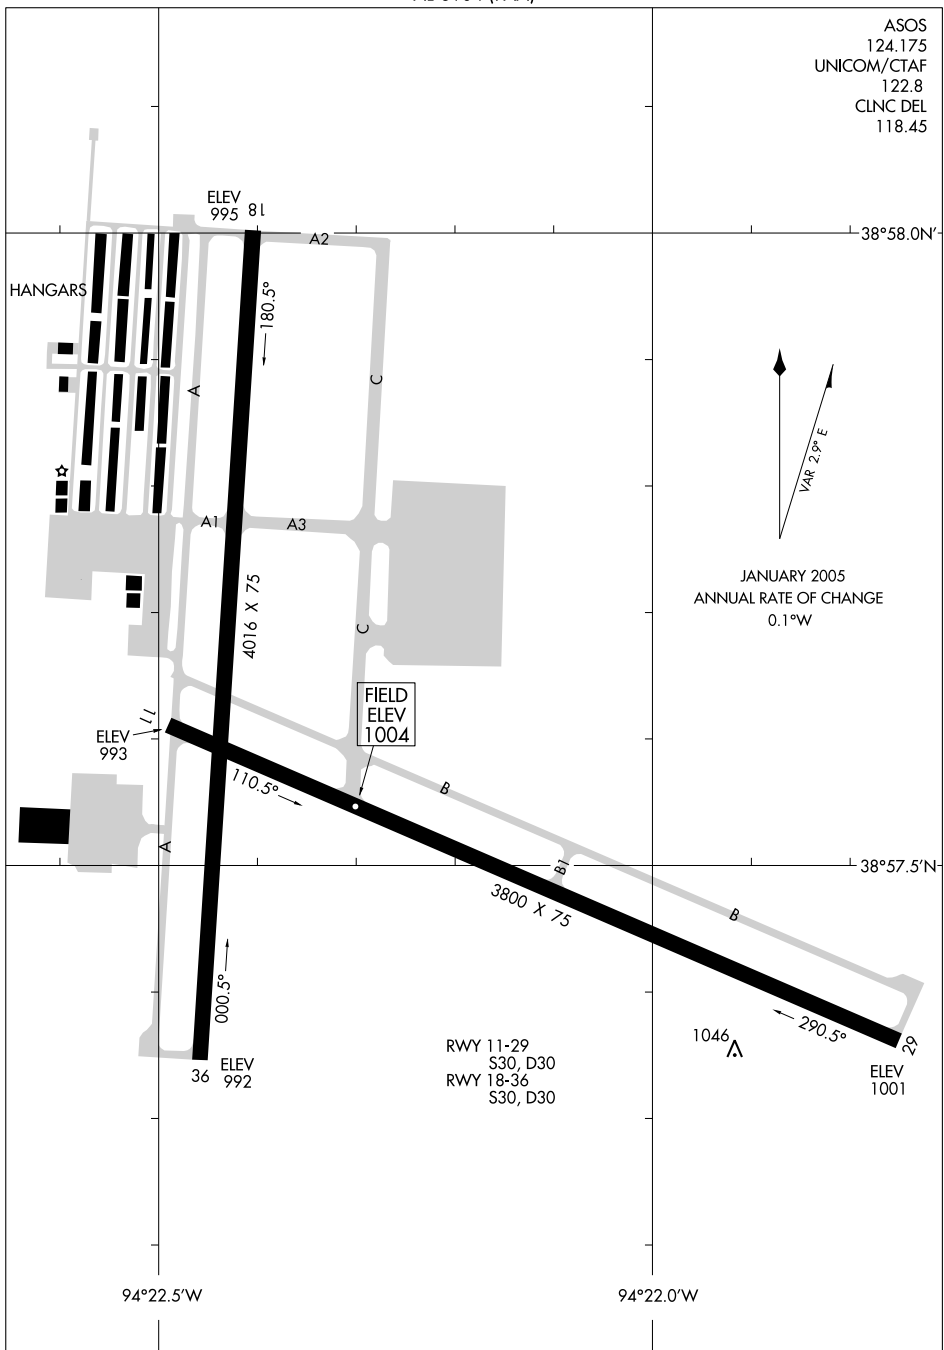 ASOS
124.175
UNICOM/CTAF
122.8
CLNC DEL
118.45
ELEV
995
18
A2
38°58.0N'
HANGARS
180.5°
A
C
VAR 2.9° E
A1
A3
JANUARY 2005
ANNUAL RATE OF CHANGE
0.1°W
4016 X 75
C
FIELD
ELEV
1004
11
ELEV
993
110.5°
B
A
B1
38°57.5'N
3800 X 75
B
000.5°
290.5°
1046
29
RWY 11-29
S30, D30
RWY 18-36
S30, D30
36
ELEV
992
ELEV
1001
94°22.5'W
94°22.0'W